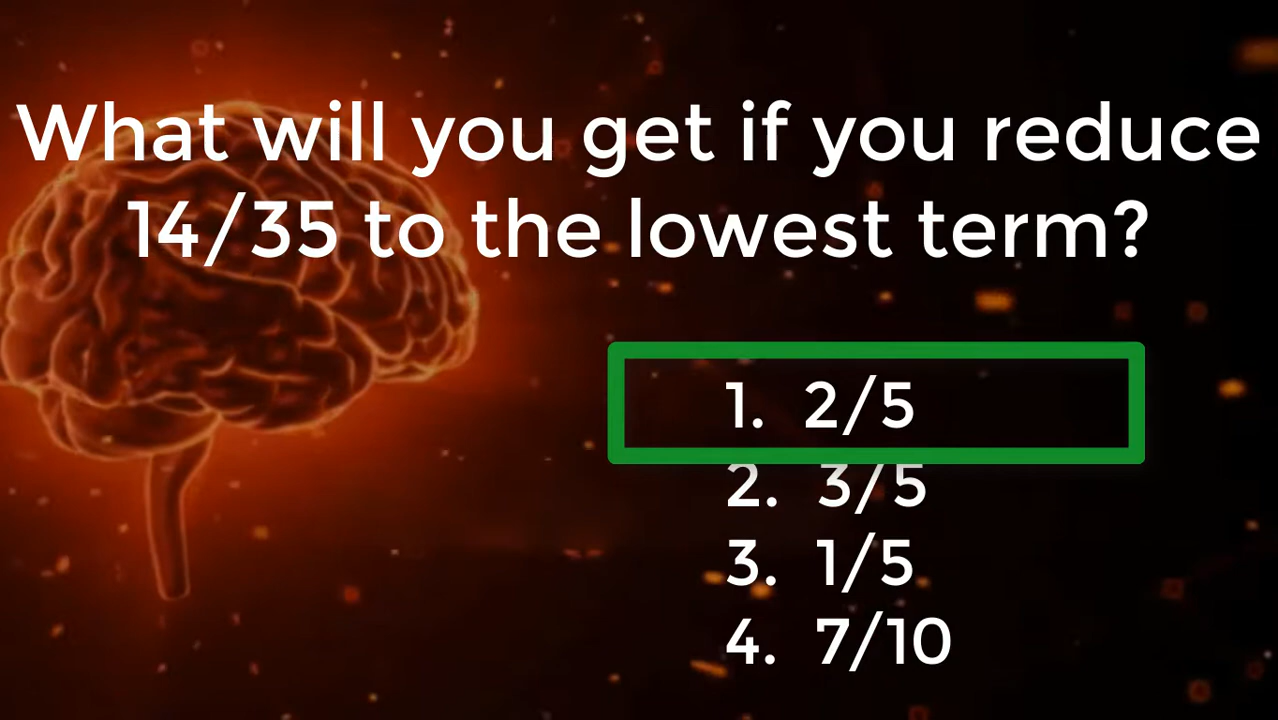 What will you get if you reduce
14/35 to the lowest term?
1. 2/5
2. 3/5
3. 1/5
4. 7/10